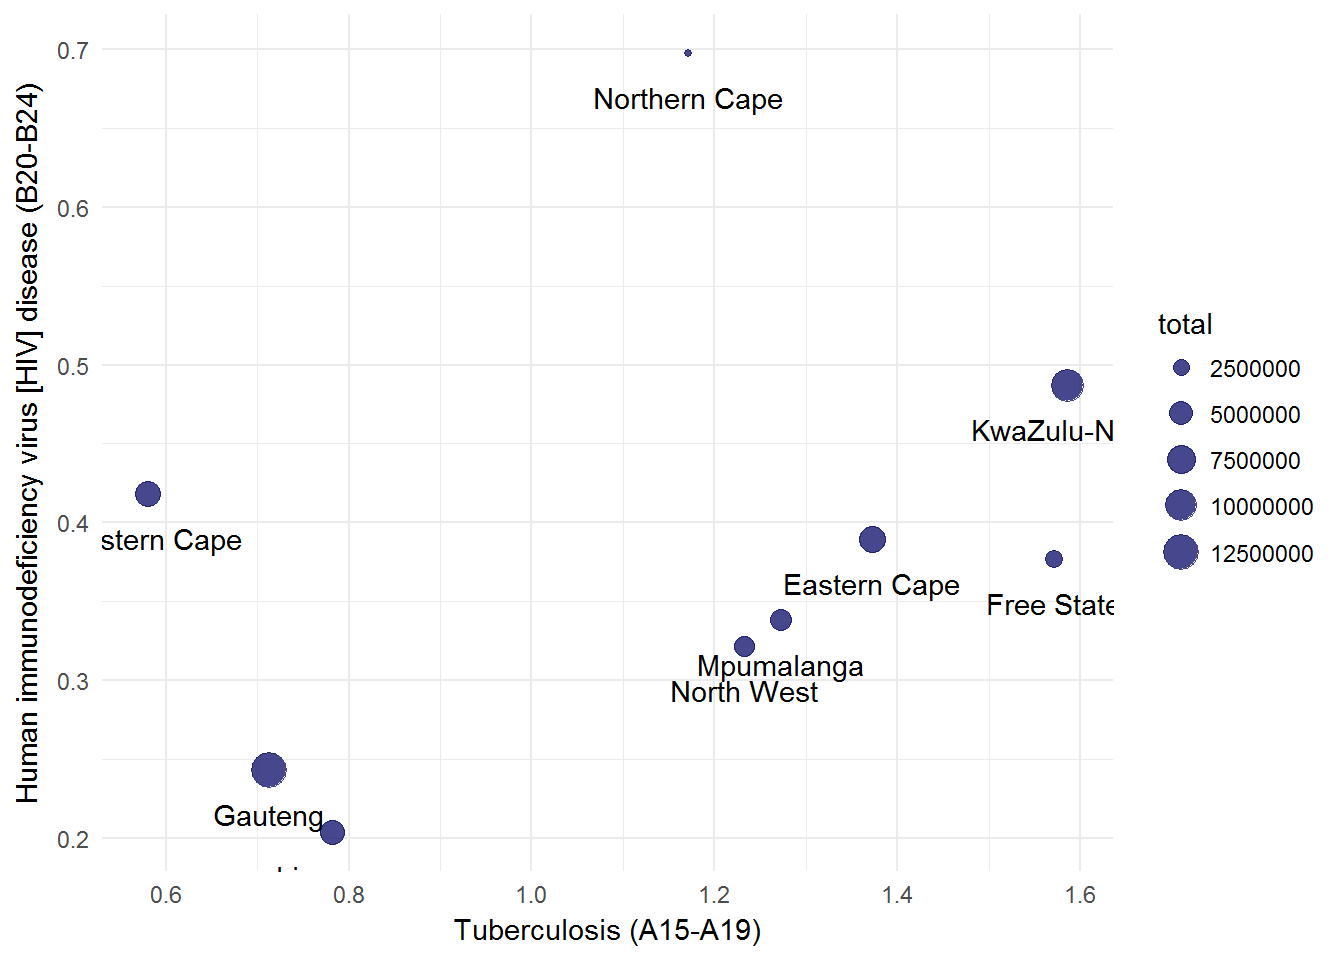 0.7
0.6
0.5
0.4
0.3
0.2
Human immunodeficiency virus [HIV] disease (B20-B24)
Northern Cape
KwaZulu-N
stern Cape
Eastern Cape
Free State
Mpumalanga
North West
Gauteng
0.6
0.8
1.0
1.2
1.4
1.6
Tuberculosis (A15-A19)
total
2500000
5000000
7500000
10000000
12500000